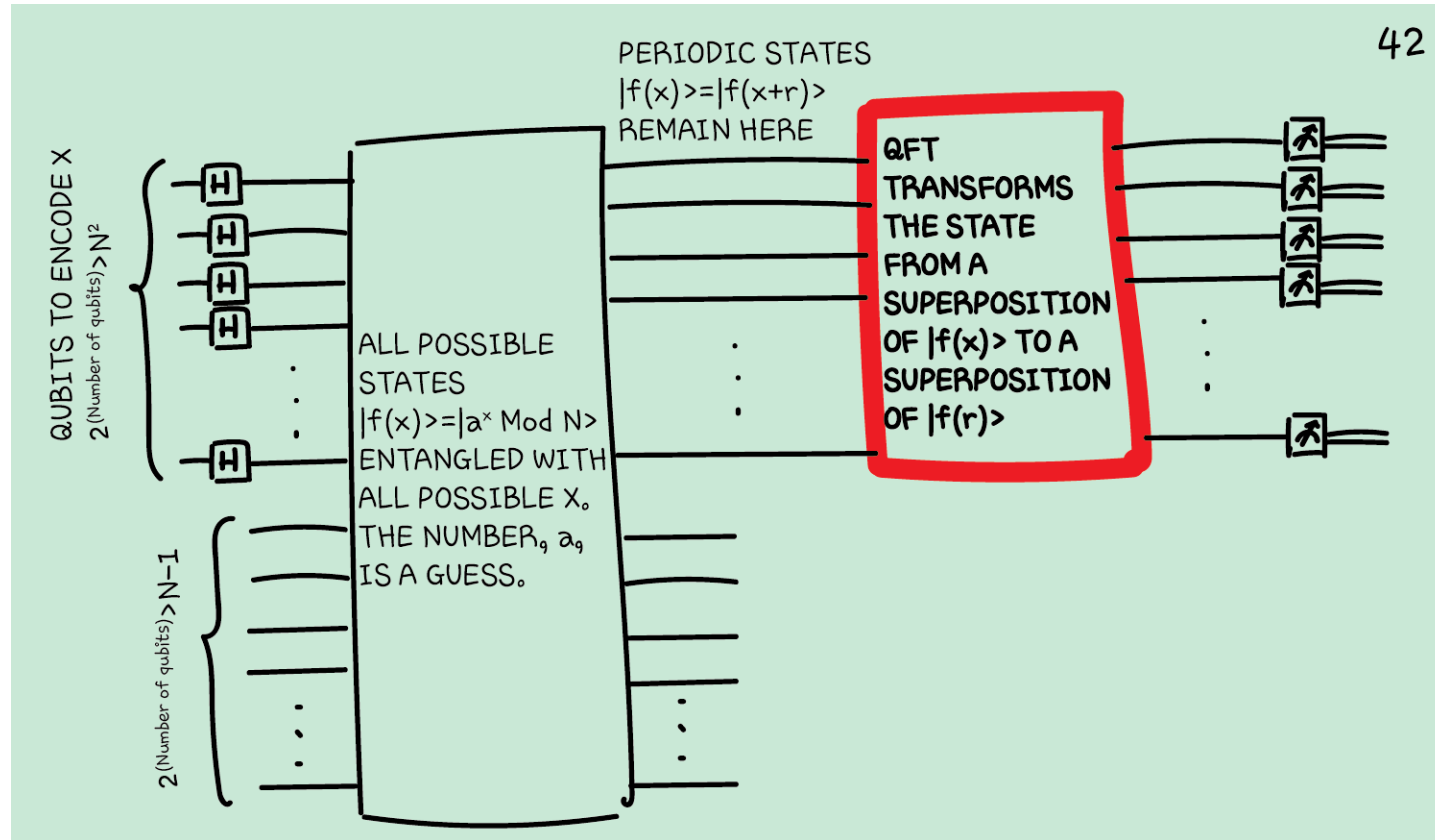 42
PERIODIC STATES
|f(x)>=|f(x+r)>
REMAIN HERE
QUBITS TO ENCODE X
2^(Number of qubits)>N²
H
H
H
H
H
ALL POSSIBLE
STATES
|f(x)>=|aˣ Mod N>
ENTANGLED WITH
ALL POSSIBLE X.
THE NUMBER, a,
IS A GUESS.
2^(Number of qubits)>N-1
QFT
TRANSFORMS
THE STATE
FROM A
SUPERPOSITION
OF |f(x)> TO A
SUPERPOSITION
OF |f(r)>